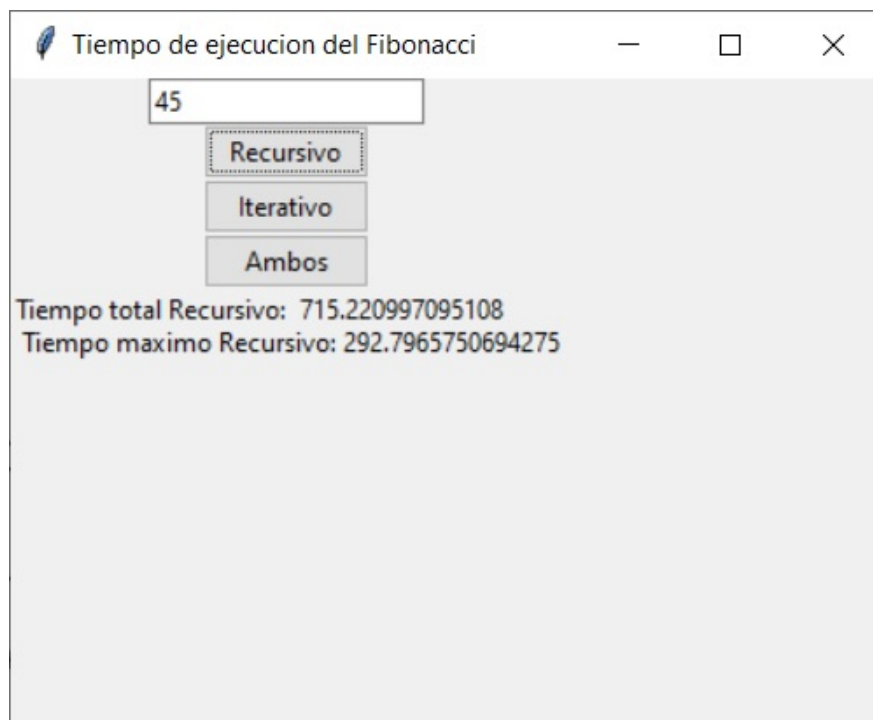 Tiempo de ejecucion del Fibonacci
45
Recursivo
Iterativo
Ambos
Tiempo total Recursivo:  715.220997095108
Tiempo maximo Recursivo: 292.7965750694275